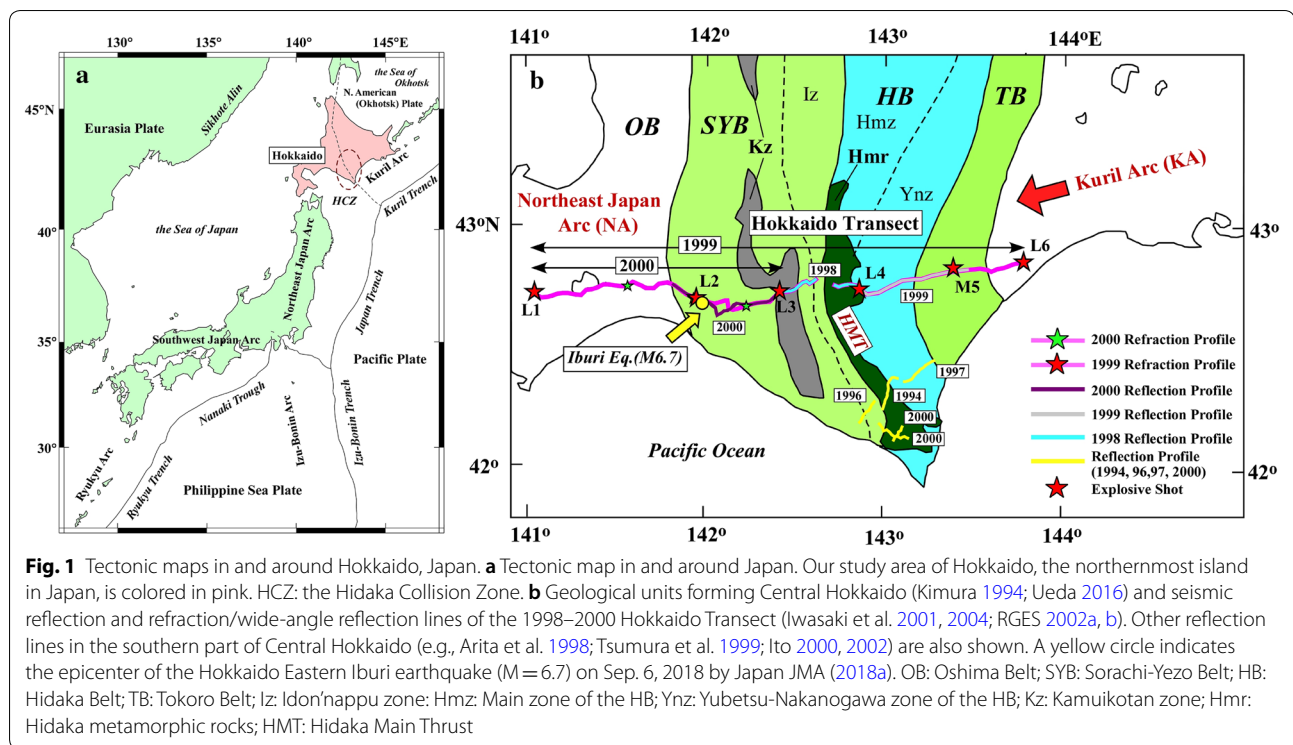 130°
135°
140°
145°E
a
the Sea of
Okhotsk
N. American
(Okhotsk) Plate
45°N
Sikhote Alin
Eurasia Plate
Hokkaido
Kuril Arc
HCZ
Kuril Trench
40°
the Sea of Japan
Northeast Japan Arc
Japan Trench
35°
Southwest Japan Arc
Pacific Plate
Nanaki Trough
Izu-Bonin Arc
Izu-Bonin Trench
30°
Ryukyu Arc
Ryukyu Trench
Philippine Sea Plate
141°
142°
143°
144°E
b
OB
SYB
Iz
HB
TB
Hmz
Kz
Hmr
Ynz
Kuril Arc (KA)
43°N
43°
Northeast Japan
Arc (NA)
Hokkaido Transect
1999
L6
2000
1998
L4
L2
M5
L1
L3
1999
2000
HMT
Iburi Eq.(M6.7)
1997
1996
1994
2000
2000
Pacific Ocean
42°
42°
2000 Refraction Profile
1999 Refraction Profile
2000 Reflection Profile
1999 Reflection Profile
1998 Reflection Profile
Reflection Profile
(1994, 96,97, 2000)
Explosive Shot
141°
142°
143°
144°
Fig. 1 Tectonic maps in and around Hokkaido, Japan. a Tectonic map in and around Japan. Our study area of Hokkaido, the northernmost island
in Japan, is colored in pink. HCZ: the Hidaka Collision Zone. b Geological units forming Central Hokkaido (Kimura 1994; Ueda 2016) and seismic
reflection and refraction/wide-angle reflection lines of the 1998–2000 Hokkaido Transect (Iwasaki et al. 2001, 2004; RGES 2002a, b). Other reflection
lines in the southern part of Central Hokkaido (e.g., Arita et al. 1998; Tsumura et al. 1999; Ito 2000, 2002) are also shown. A yellow circle indicates
the epicenter of the Hokkaido Eastern Iburi earthquake (M = 6.7) on Sep. 6, 2018 by Japan JMA (2018a). OB: Oshima Belt; SYB: Sorachi-Yezo Belt; HB:
Hidaka Belt; TB: Tokoro Belt; Iz: Idon’nappu zone: Hmz: Main zone of the HB; Ynz: Yubetsu-Nakanogawa zone of the HB; Kz: Kamuikotan zone; Hmr:
Hidaka metamorphic rocks; HMT: Hidaka Main Thrust